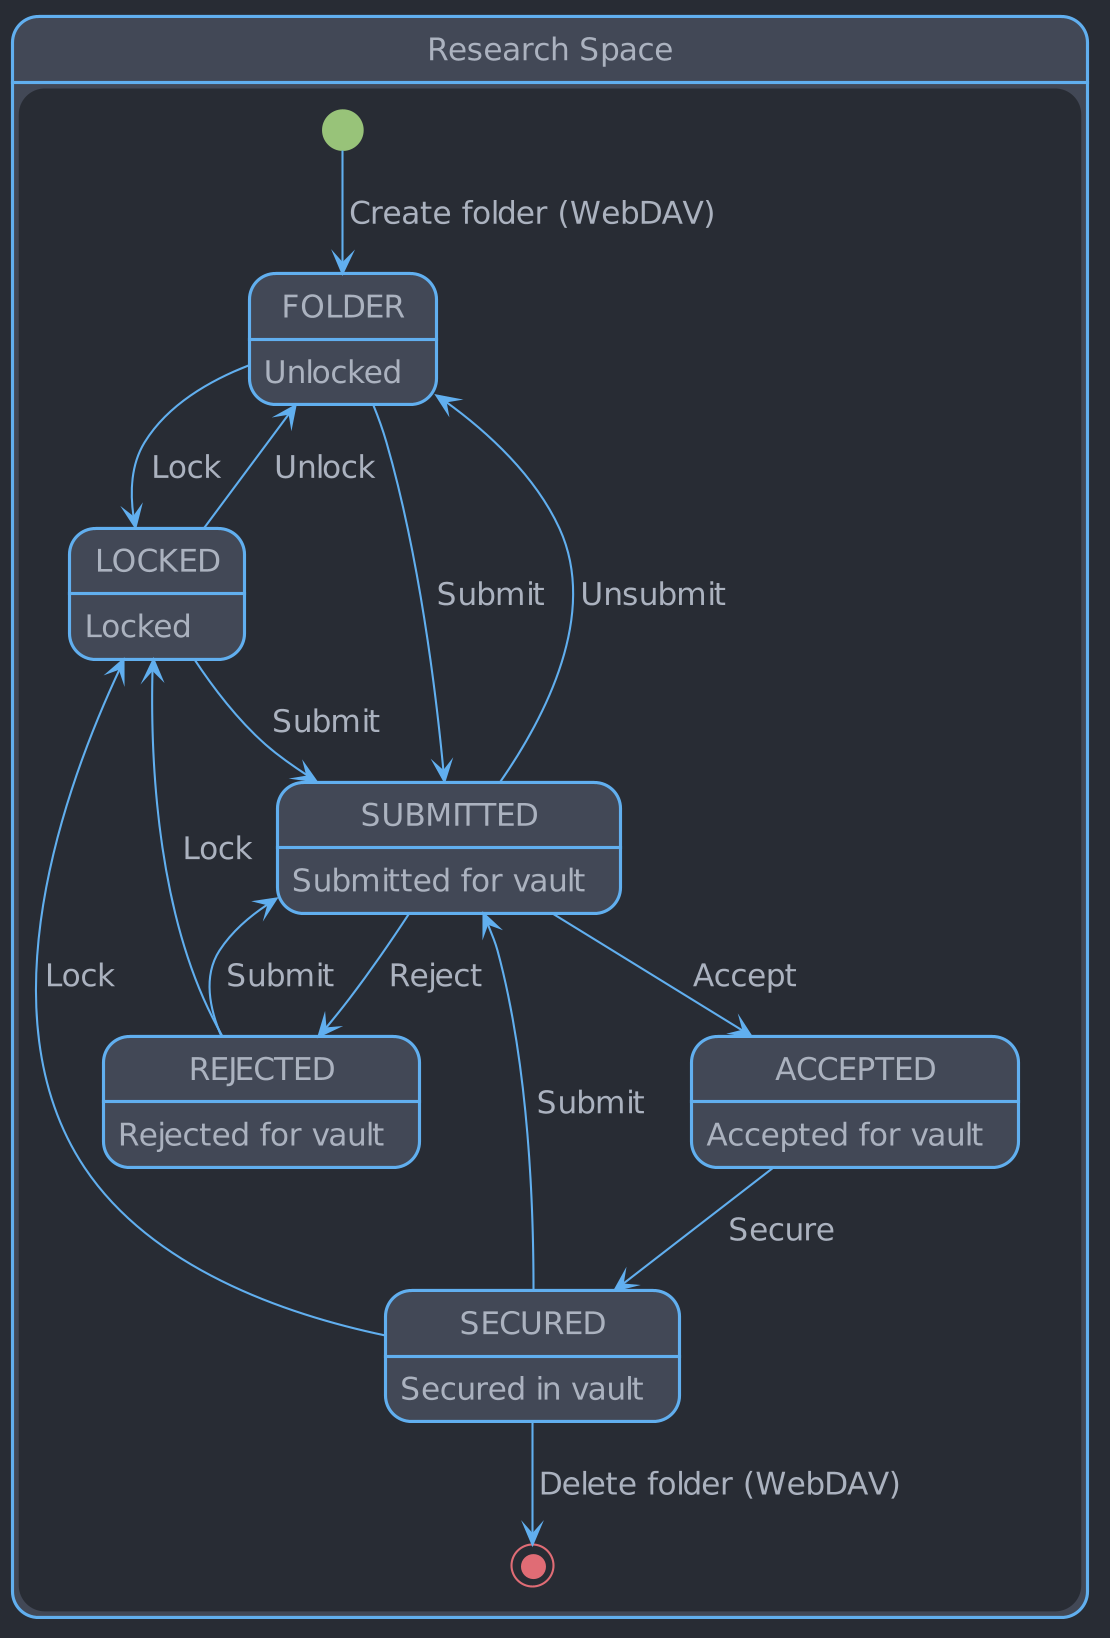 Research Space
Create folder (WebDAV)
FOLDER
Unlocked
Lock
Unlock
LOCKED
Locked
Submit
Unsubmit
Submit
SUBMITTED
Submitted for vault
Lock
Lock
Submit
Reject
Accept
REJECTED
Rejected for vault
Submit
ACCEPTED
Accepted for vault
Secure
SECURED
Secured in vault
Delete folder (WebDAV)